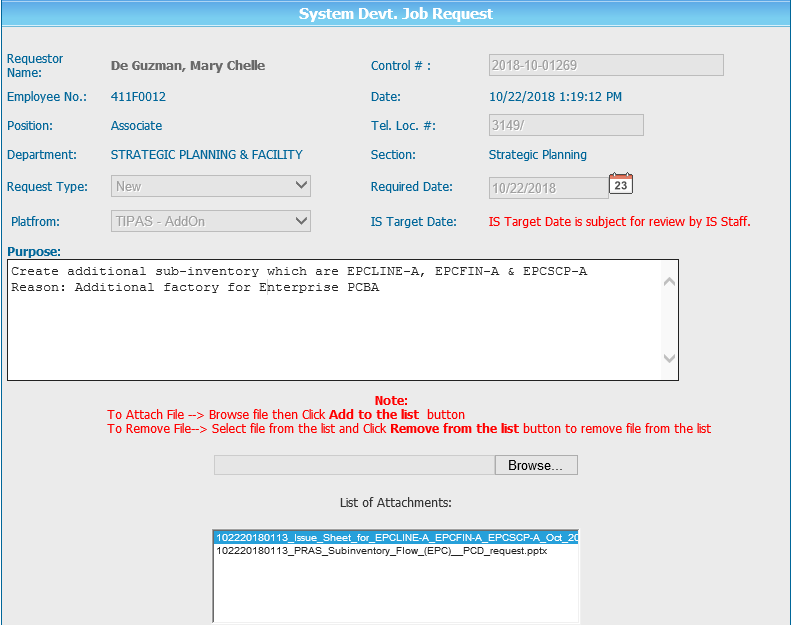 System Devt. Job Request
Requestor Name: De Guzman, Mary Chelle Control # : 2018-10-01269
Employee No.: 411F0012 Date: 10/22/2018 1:19:12 PM
Position: Associate Tel. Loc. #: 3149/
Department: STRATEGIC PLANNING & FACILITY Section: Strategic Planning
Request Type: New Required Date: 10/22/2018 23
Platfrom: TIPAS - AddOn IS Target Date: IS Target Date is subject for review by IS Staff.
Purpose:
Create additional sub-inventory which are EPCLINE-A, EPCFIN-A & EPCSCP-A
Reason: Additional factory for Enterprise PCBA
Note:
To Attach File --> Browse file then Click Add to the list button
To Remove File--> Select file from the list and Click Remove from the list button to remove file from the list
Browse...
List of Attachments:
102220180113_Issue_Sheet_for_EPCLINE-A_EPCFIN-A_EPCSCP-A_Oct_20
102220180113_PRAS_Subinventory_Flow_(EPC)__PCD_request.pptx